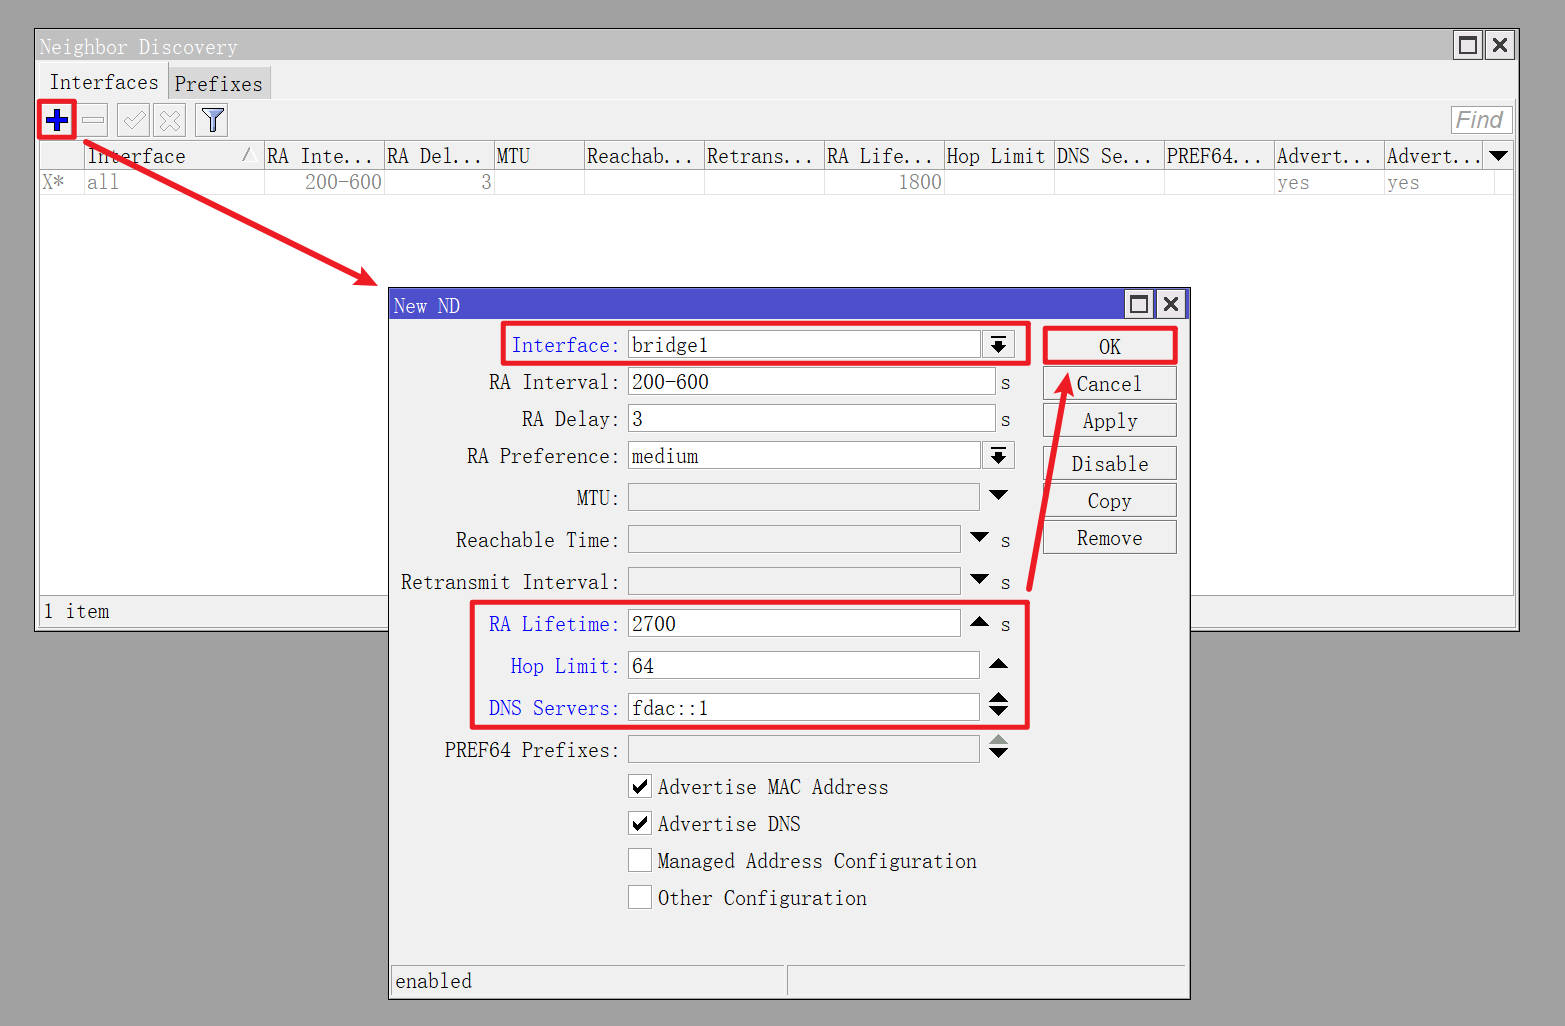 Neighbor Discovery
Interfaces Prefixes
Find
Interface RA Inte... RA Del... MTU Reachab... Retrans... RA Life... Hop Limit DNS Se... PREF64... Advert... Advert...
X* all 200-600 3 1800 yes yes
New ND
Interface: bridge1
OK
RA Interval: 200-600 s
Cancel
RA Delay: 3 s
Apply
RA Preference: medium
Disable
MTU:
Copy
Reachable Time: s
Remove
Retransmit Interval: s
1 item
RA Lifetime: 2700 s
Hop Limit: 64
DNS Servers: fdac::1
PREF64 Prefixes:
Advertise MAC Address
Advertise DNS
Managed Address Configuration
Other Configuration
enabled